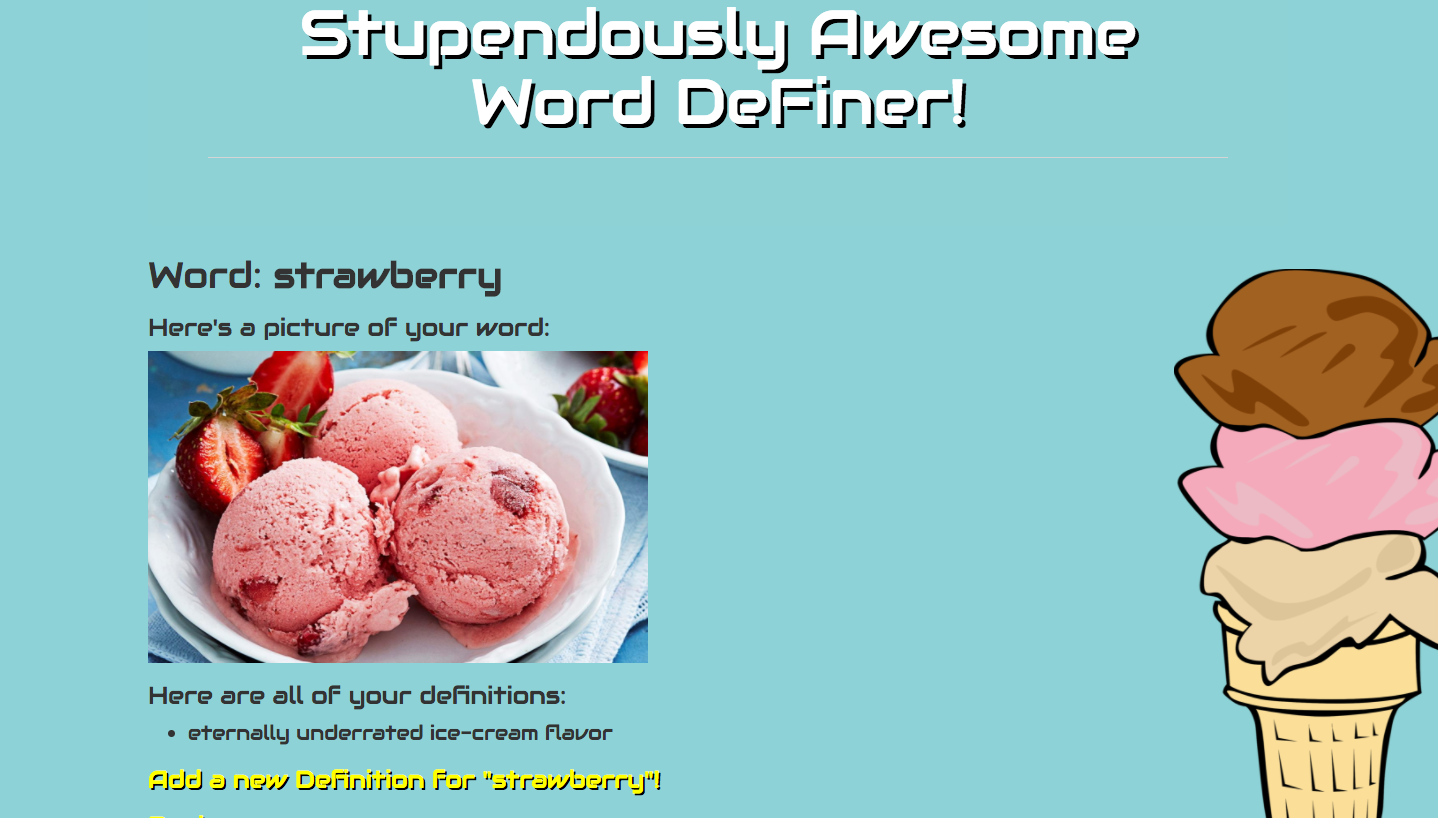 Stupendously Awesome
Word DeFiner!
Word: strawberry
Here's a picture of your word:
Here are all of your definitions:
• eternally underrated ice-cream flavor
Add a new Definition for "strawberry"!